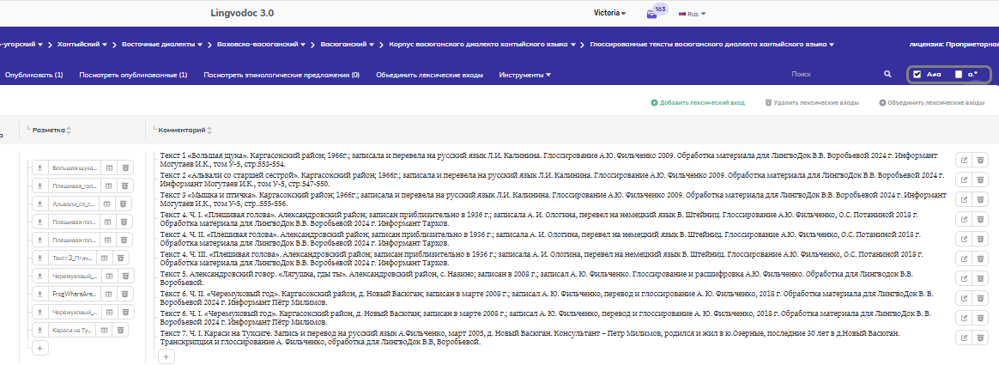 Lingvodoc 3.0
Victoria
163
Rus
-угорский > Хантыйский > Восточные диалекты > Ваховско-васюганский > Васюганский > Корпус васюганского диалекта хантыйского языка > Глоссированные тексты васюганского диалекта хантыйского языка
лицензия: Проприетарная
Опубликовать (1) Посмотреть опубликованные (1) Посмотреть этимологические предложения (0) Объединить лексические входы Инструменты Поиск A≠a a.*
Добавить лексический вход Удалить лексические входы Объединить лексические входы
а Разметка Комментарий
Большая щука...
Плешивая_гол...
Альвали_со_с...
Плешивая гол...
Плешивая гол...
Текст 3_Птич...
Черемуховый_...
FrogWhereAre...
Черемуховый_...
Караси на Ту...
Текст 1 «Большая щука». Каргасокский район; 1966г.; записала и перевела на русский язык Л.И. Калинина. Глоссирование А.Ю. Фильченко 2009. Обработка материала для ЛингвоДок В.В. Воробьевой 2024 г. Информант
Могутаев И.К., том У-5, стр.553-554.
Текст 2 «Альвали со старшей сестрой». Каргасокский район; 1966г.; записала и перевела на русский язык Л.И. Калинина. Глоссирование А.Ю. Фильченко 2009. Обработка материала для ЛингвоДок В.В. Воробьевой 2024 г.
Информант Могутаев И.К., том У-5, стр.547-550.
Текст 3 «Мышка и птичка». Каргасокский район; 1966г.; записала и перевела на русский язык Л.И. Калинина. Глоссирование А.Ю. Фильченко 2009. Обработка материала для ЛингвоДок В.В. Воробьевой 2024 г. Информант
Могутаев И.К., том У-5, стр..555-556.
Текст 4. Ч. I. «Плешивая голова». Александровский район; записан приблизительно в 1936 г.; записала А. И. Ологина, перевел на немецкий язык В. Штейниц. Глоссирование А.Ю. Фильченко, О.С. Потаниной 2018 г.
Обработка материала для ЛингвоДок В.В. Воробьевой 2024 г. Информант Тархов.
Текст 4. Ч. II. «Плешивая голова». Александровский район; записан приблизительно в 1936 г.; записала А. И. Ологина, перевел на немецкий язык В. Штейниц. Глоссирование А.Ю. Фильченко, О.С. Потаниной 2018 г.
Обработка материала для ЛингвоДок В.В. Воробьевой 2024 г. Информант Тархов.
Текст 4. Ч. III. «Плешивая голова». Александровский район; записан приблизительно в 1936 г.; записала А. И. Ологина, перевел на немецкий язык В. Штейниц. Глоссирование А.Ю. Фильченко, О.С. Потаниной 2018 г.
Обработка материала для ЛингвоДок В.В. Воробьевой 2024 г. Информант Тархов.
Текст 5. Александровский говор. «Лягушка, гды ты». Александровский район, с. Назино; записан в 2008 г.; записал А. Ю. Фильченко. Глоссирование и расшифровка А.Ю. Фильченко. Обработка для ЛингвоДок В.В.
Воробьевой.
Текст 6. Ч. II. «Черемуховый год». Каргасокский район, д. Новый Васюган; записан в марте 2008 г.; записал А. Ю. Фильченко, перевод и глоссирование А. Ю. Фильченко, 2018 г. Обработка материала для ЛингвоДок В. В.
Воробьевой 2024 г. Информант Пётр Милимов.
Текст 6. Ч. I. «Черемуховый год». Каргасокский район, д. Новый Васюган; записан в марте 2008 г.; записал А. Ю. Фильченко, перевод и глоссирование А. Ю. Фильченко, 2018 г. Обработка материала для ЛингвоДок В. В.
Воробьевой 2024 г. Информант Пётр Милимов.
Текст 7. Ч. I. Караси на Тухсиге. Запись и перевод на русский язык А.Фильченко, март 2005, д. Новый Васюган. Консультант – Петр Милимов, родился и жил в ю.Озерные, последние 30 лет в д.Новый Васюган.
Транскрипция и глоссирование А. Фильченко, обработка для ЛингвоДок В.В, Воробьевой.